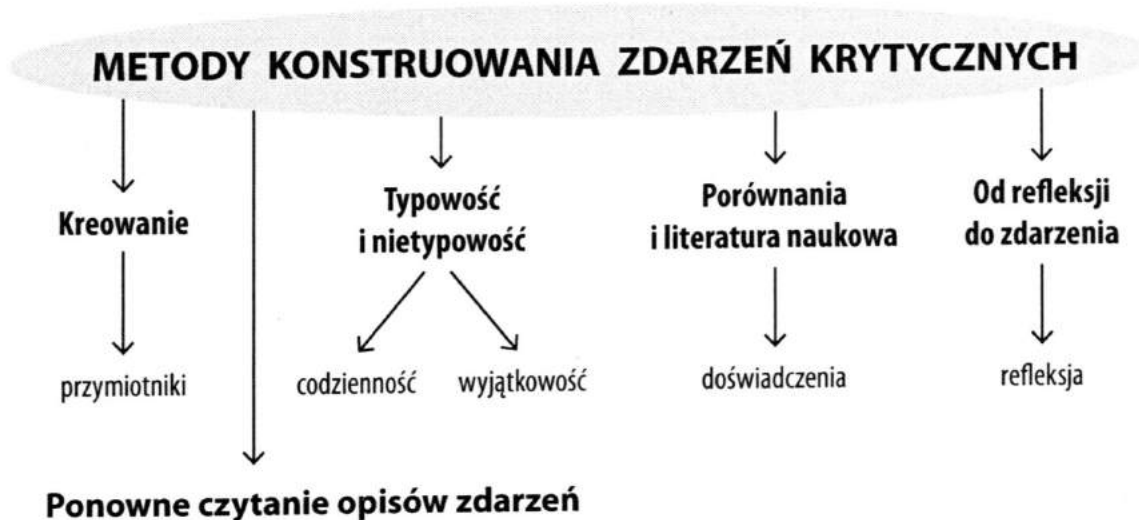 METODY KONSTRUOWANIA ZDARZEŃ KRYTYCZNYCH
Kreowanie
Typowość
i nietypowość
Porównania
i literatura naukowa
Od refleksji
do zdarzenia
przymiotniki
codzienność
wyjątkowość
doświadczenia
refleksja
Ponowne czytanie opisów zdarzeń